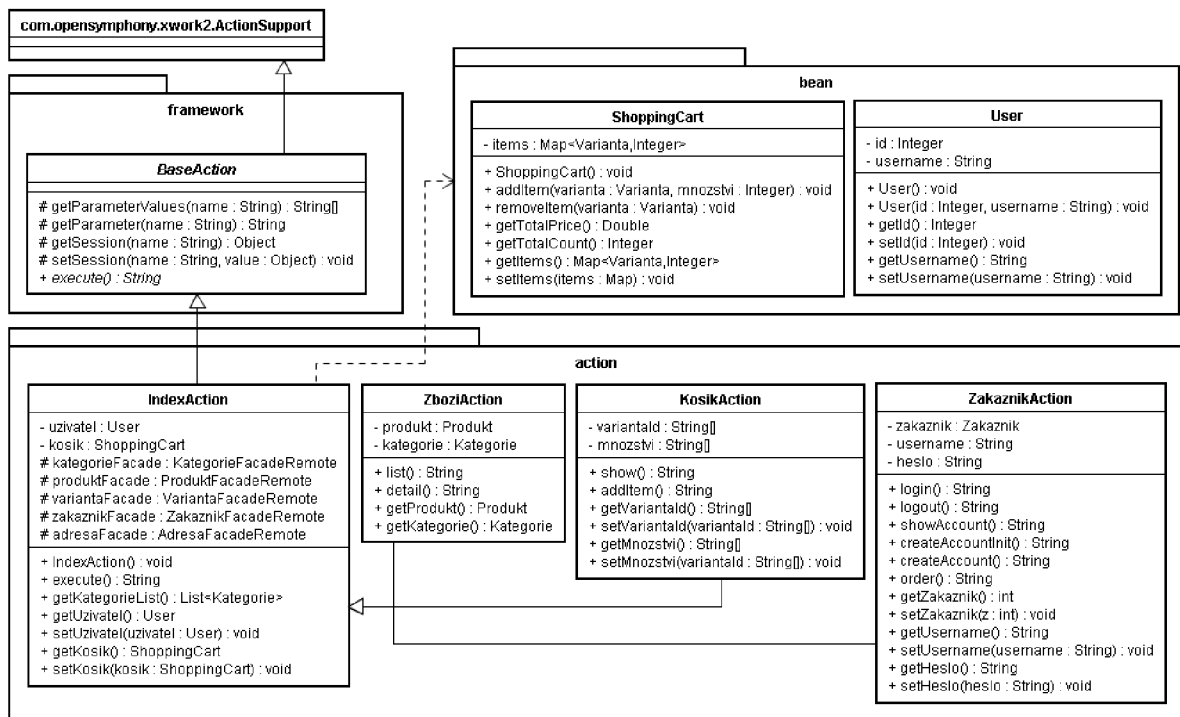 com.opensymphony.xwork2.ActionSupport
framework
BaseAction
# getParameterValues(name : String) : String[]
# getParameter(name : String) : String
# getSession(name : String) : Object
# setSession(name : String, value : Object) : void
+ execute() : String
bean
ShoppingCart
- items : Map<Varianta,Integer>
+ ShoppingCart() : void
+ addItem(varianta : Varianta, mnozstvi : Integer) : void
+ removeItem(varianta : Varianta) : void
+ getTotalPrice() : Double
+ getTotalCount() : Integer
+ getItems() : Map<Varianta,Integer>
+ setItems(items : Map) : void
User
- id : Integer
- username : String
+ User() : void
+ User(id : Integer, username : String) : void
+ getId() : Integer
+ setId(id : Integer) : void
+ getUsername() : String
+ setUsername(username : String) : void
action
IndexAction
- uzivatel : User
- kosik : ShoppingCart
# kategorieFacade : KategorieFacadeRemote
# produktFacade : ProduktFacadeRemote
# variantaFacade : VariantaFacadeRemote
# zakaznikFacade : ZakaznikFacadeRemote
# adresaFacade : AdresaFacadeRemote
+ IndexAction() : void
+ execute() : String
+ getKategorieList() : List<Kategorie>
+ getUzivatel() : User
+ setUzivatel(uzivatel : User) : void
+ getKosik() : ShoppingCart
+ setKosik(kosik : ShoppingCart) : void
ZboziAction
- produkt : Produkt
- kategorie : Kategorie
+ list() : String
+ detail() : String
+ getProdukt() : Produkt
+ getKategorie() : Kategorie
KosikAction
- variantaId : String[]
- mnozstvi : String[]
+ show() : String
+ addItem() : String
+ getVariantaId() : String[]
+ setVariantaId(variantaId : String[]) : void
+ getMnozstvi() : String[]
+ setMnozstvi(variantaId : String[]) : void
ZakaznikAction
- zakaznik : Zakaznik
- username : String
- heslo : String
+ login() : String
+ logout() : String
+ showAccount() : String
+ createAccountInit() : String
+ createAccount() : String
+ order() : String
+ getZakaznik() : int
+ setZakaznik(z : int) : void
+ getUsername() : String
+ setUsername(username : String) : void
+ getHeslo() : String
+ setHeslo(heslo : String) : void